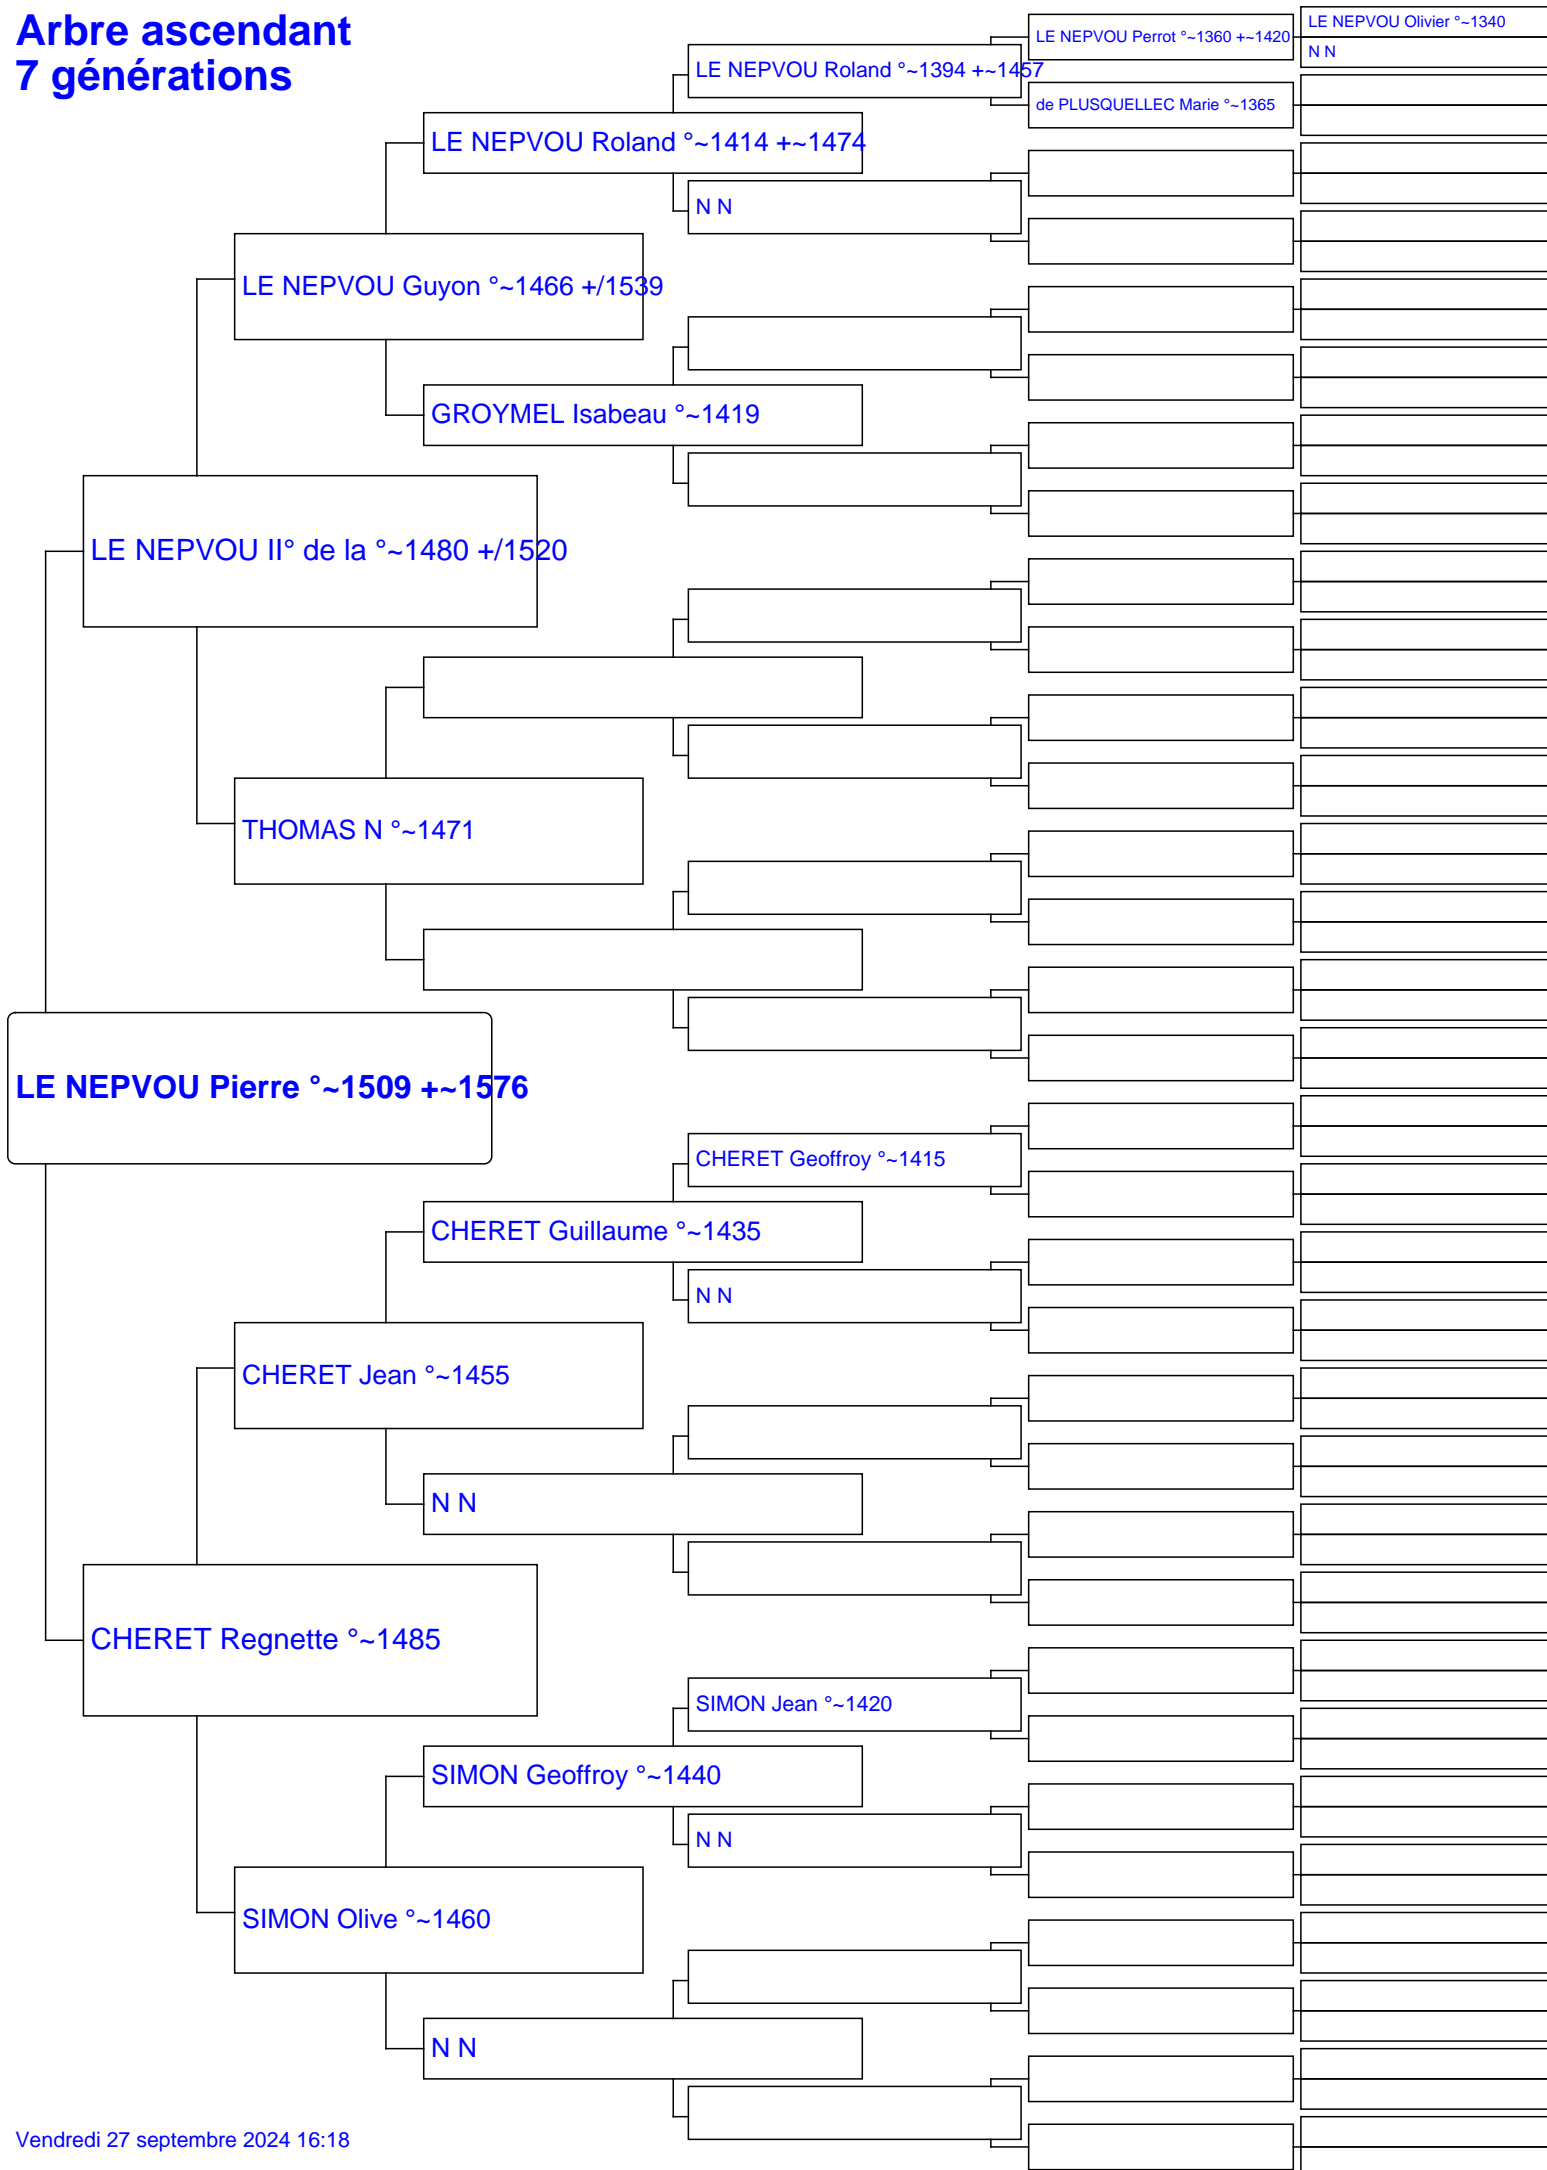 Arbre ascendant
7 générations
LE NEPVOU Olivier °~1340
LE NEPVOU Perrot °~1360 +~1420
N N
LE NEPVOU Roland °~1394 +~1457
de PLUSQUELLEC Marie °~1365
LE NEPVOU Roland °~1414 +~1474
N N
LE NEPVOU Guyon °~1466 +/1539
GROYMEL Isabeau °~1419
LE NEPVOU II° de la °~1480 +/1520
THOMAS N °~1471
LE NEPVOU Pierre °~1509 +~1576
CHERET Geoffroy °~1415
CHERET Guillaume °~1435
N N
CHERET Jean °~1455
N N
CHERET Regnette °~1485
SIMON Jean °~1420
SIMON Geoffroy °~1440
N N
SIMON Olive °~1460
N N
Vendredi 27 septembre 2024 16:18